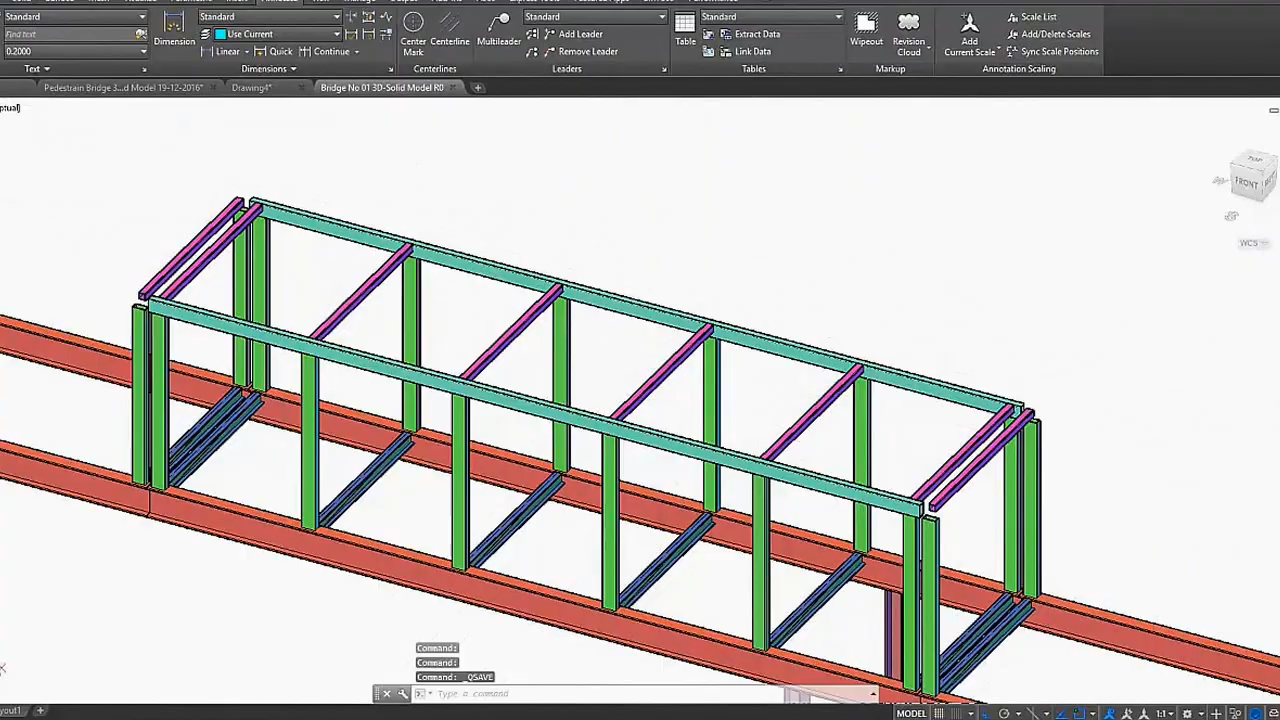 Standard
Find text
0.2000
Text
Dimension
Standard
Use Current
Linear
Quick
Continue
Dimensions
Center Mark
Centerline
Centerlines
Multileader
Standard
Add Leader
Remove Leader
Leaders
Table
Standard
Extract Data
Link Data
Tables
Wipeout
Revision Cloud
Markup
Add Current Scale
Scale List
Add/Delete Scales
Sync Scale Positions
Annotation Scaling
Pedestrain Bridge 3...d Model 19-12-2016*
Drawing4*
Bridge No 01 3D-Solid Model R0
ptual]
TOP
FRONT
WCS
Command:
Command:
Command: _QSAVE
Type a command
yout1
MODEL
1:1